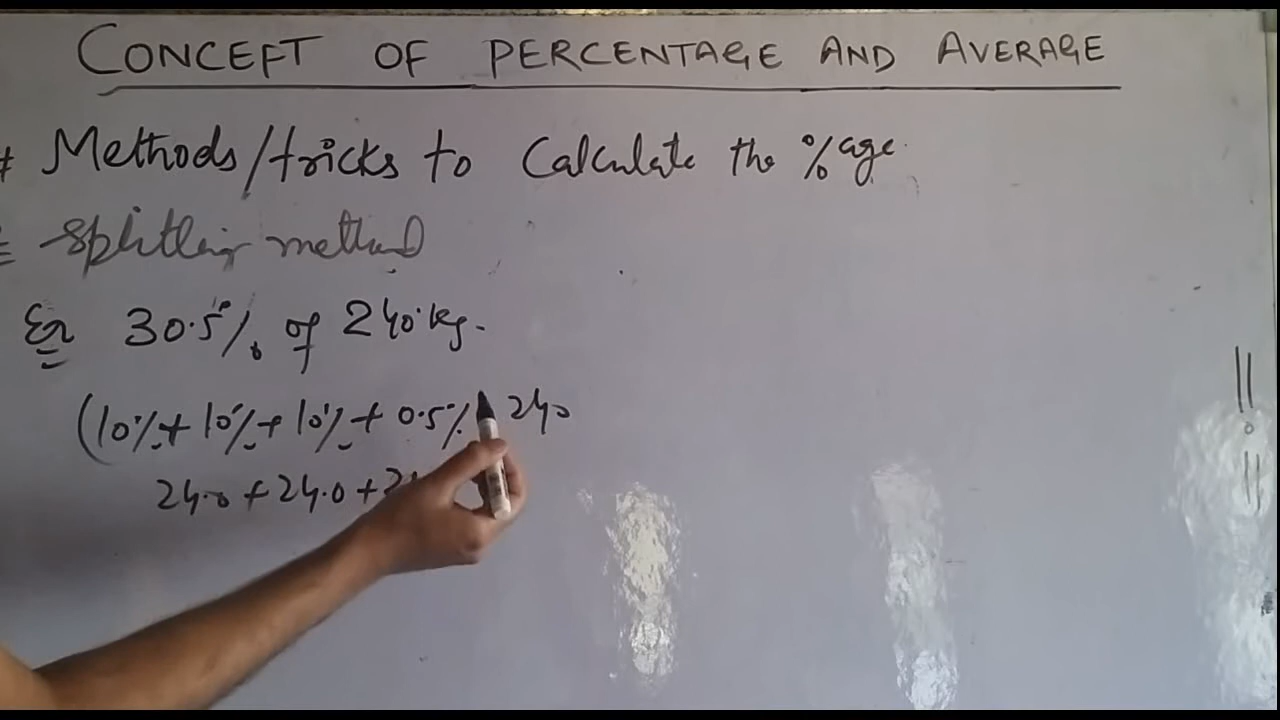 CONCEPT OF PERCENTAGE AND AVERAGE
# Methods/tricks to Calculate the %age.
= Splitting method
Ex 30.5% of 240 kg.
(10% + 10% + 10% + 0.5% 240
24.0 + 24.0 +